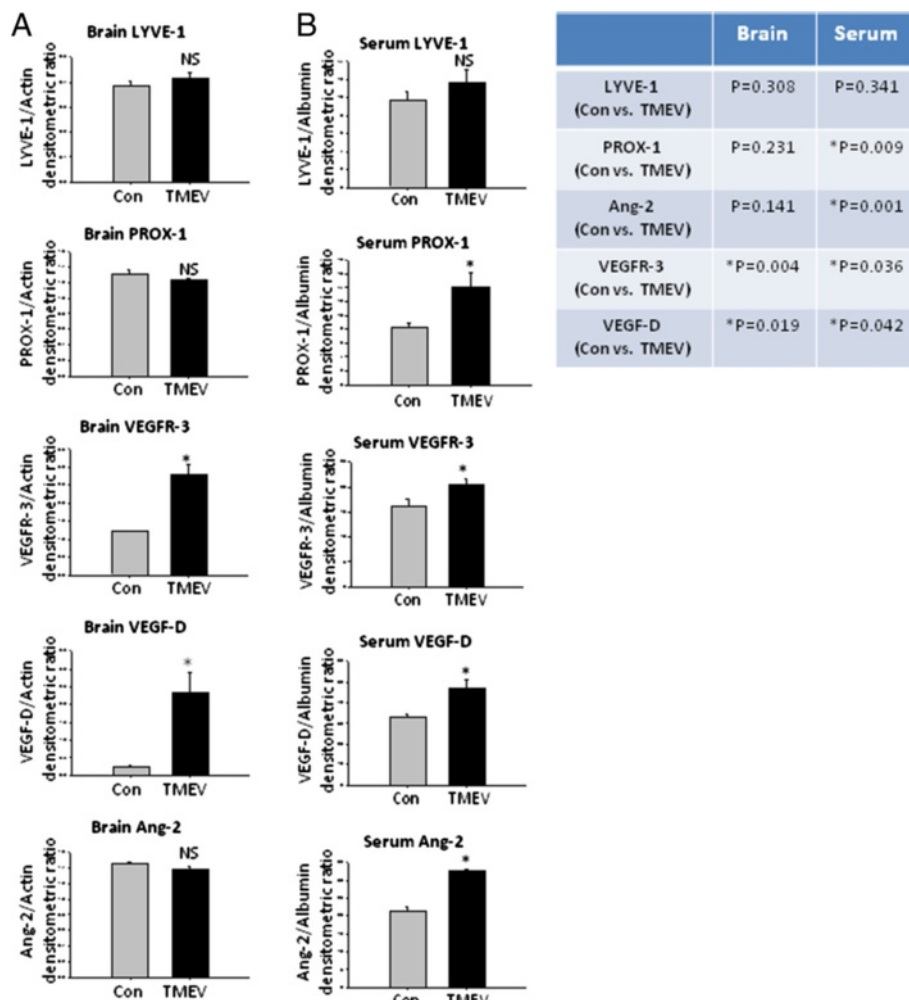 A
Brain LYVE-1
NS
LYVE-1/Actin
densitometric ratio
Con TMEV
Brain PROX-1
NS
PROX-1/Actin
densitometric ratio
Con TMEV
Brain VEGFR-3
*
VEGFR-3/Actin
densitometric ratio
Con TMEV
Brain VEGF-D
*
VEGF-D/Actin
densitometric ratio
Con TMEV
Brain Ang-2
NS
Ang-2/Actin
densitometric ratio
Con TMEV
B
Serum LYVE-1
NS
LYVE-1/Albumin
densitometric ratio
Con TMEV
Serum PROX-1
*
PROX-1/Albumin
densitometric ratio
Con TMEV
Serum VEGFR-3
*
VEGFR-3/Albumin
densitometric ratio
Con TMEV
Serum VEGF-D
*
VEGF-D/Albumin
densitometric ratio
Con TMEV
Serum Ang-2
*
Ang-2/Albumin
densitometric ratio
Con TMEV
Brain Serum
LYVE-1
(Con vs. TMEV)
P=0.308 P=0.341
PROX-1
(Con vs. TMEV)
P=0.231 *P=0.009
Ang-2
(Con vs. TMEV)
P=0.141 *P=0.001
VEGFR-3
(Con vs. TMEV)
*P=0.004 *P=0.036
VEGF-D
(Con vs. TMEV)
*P=0.019 *P=0.042